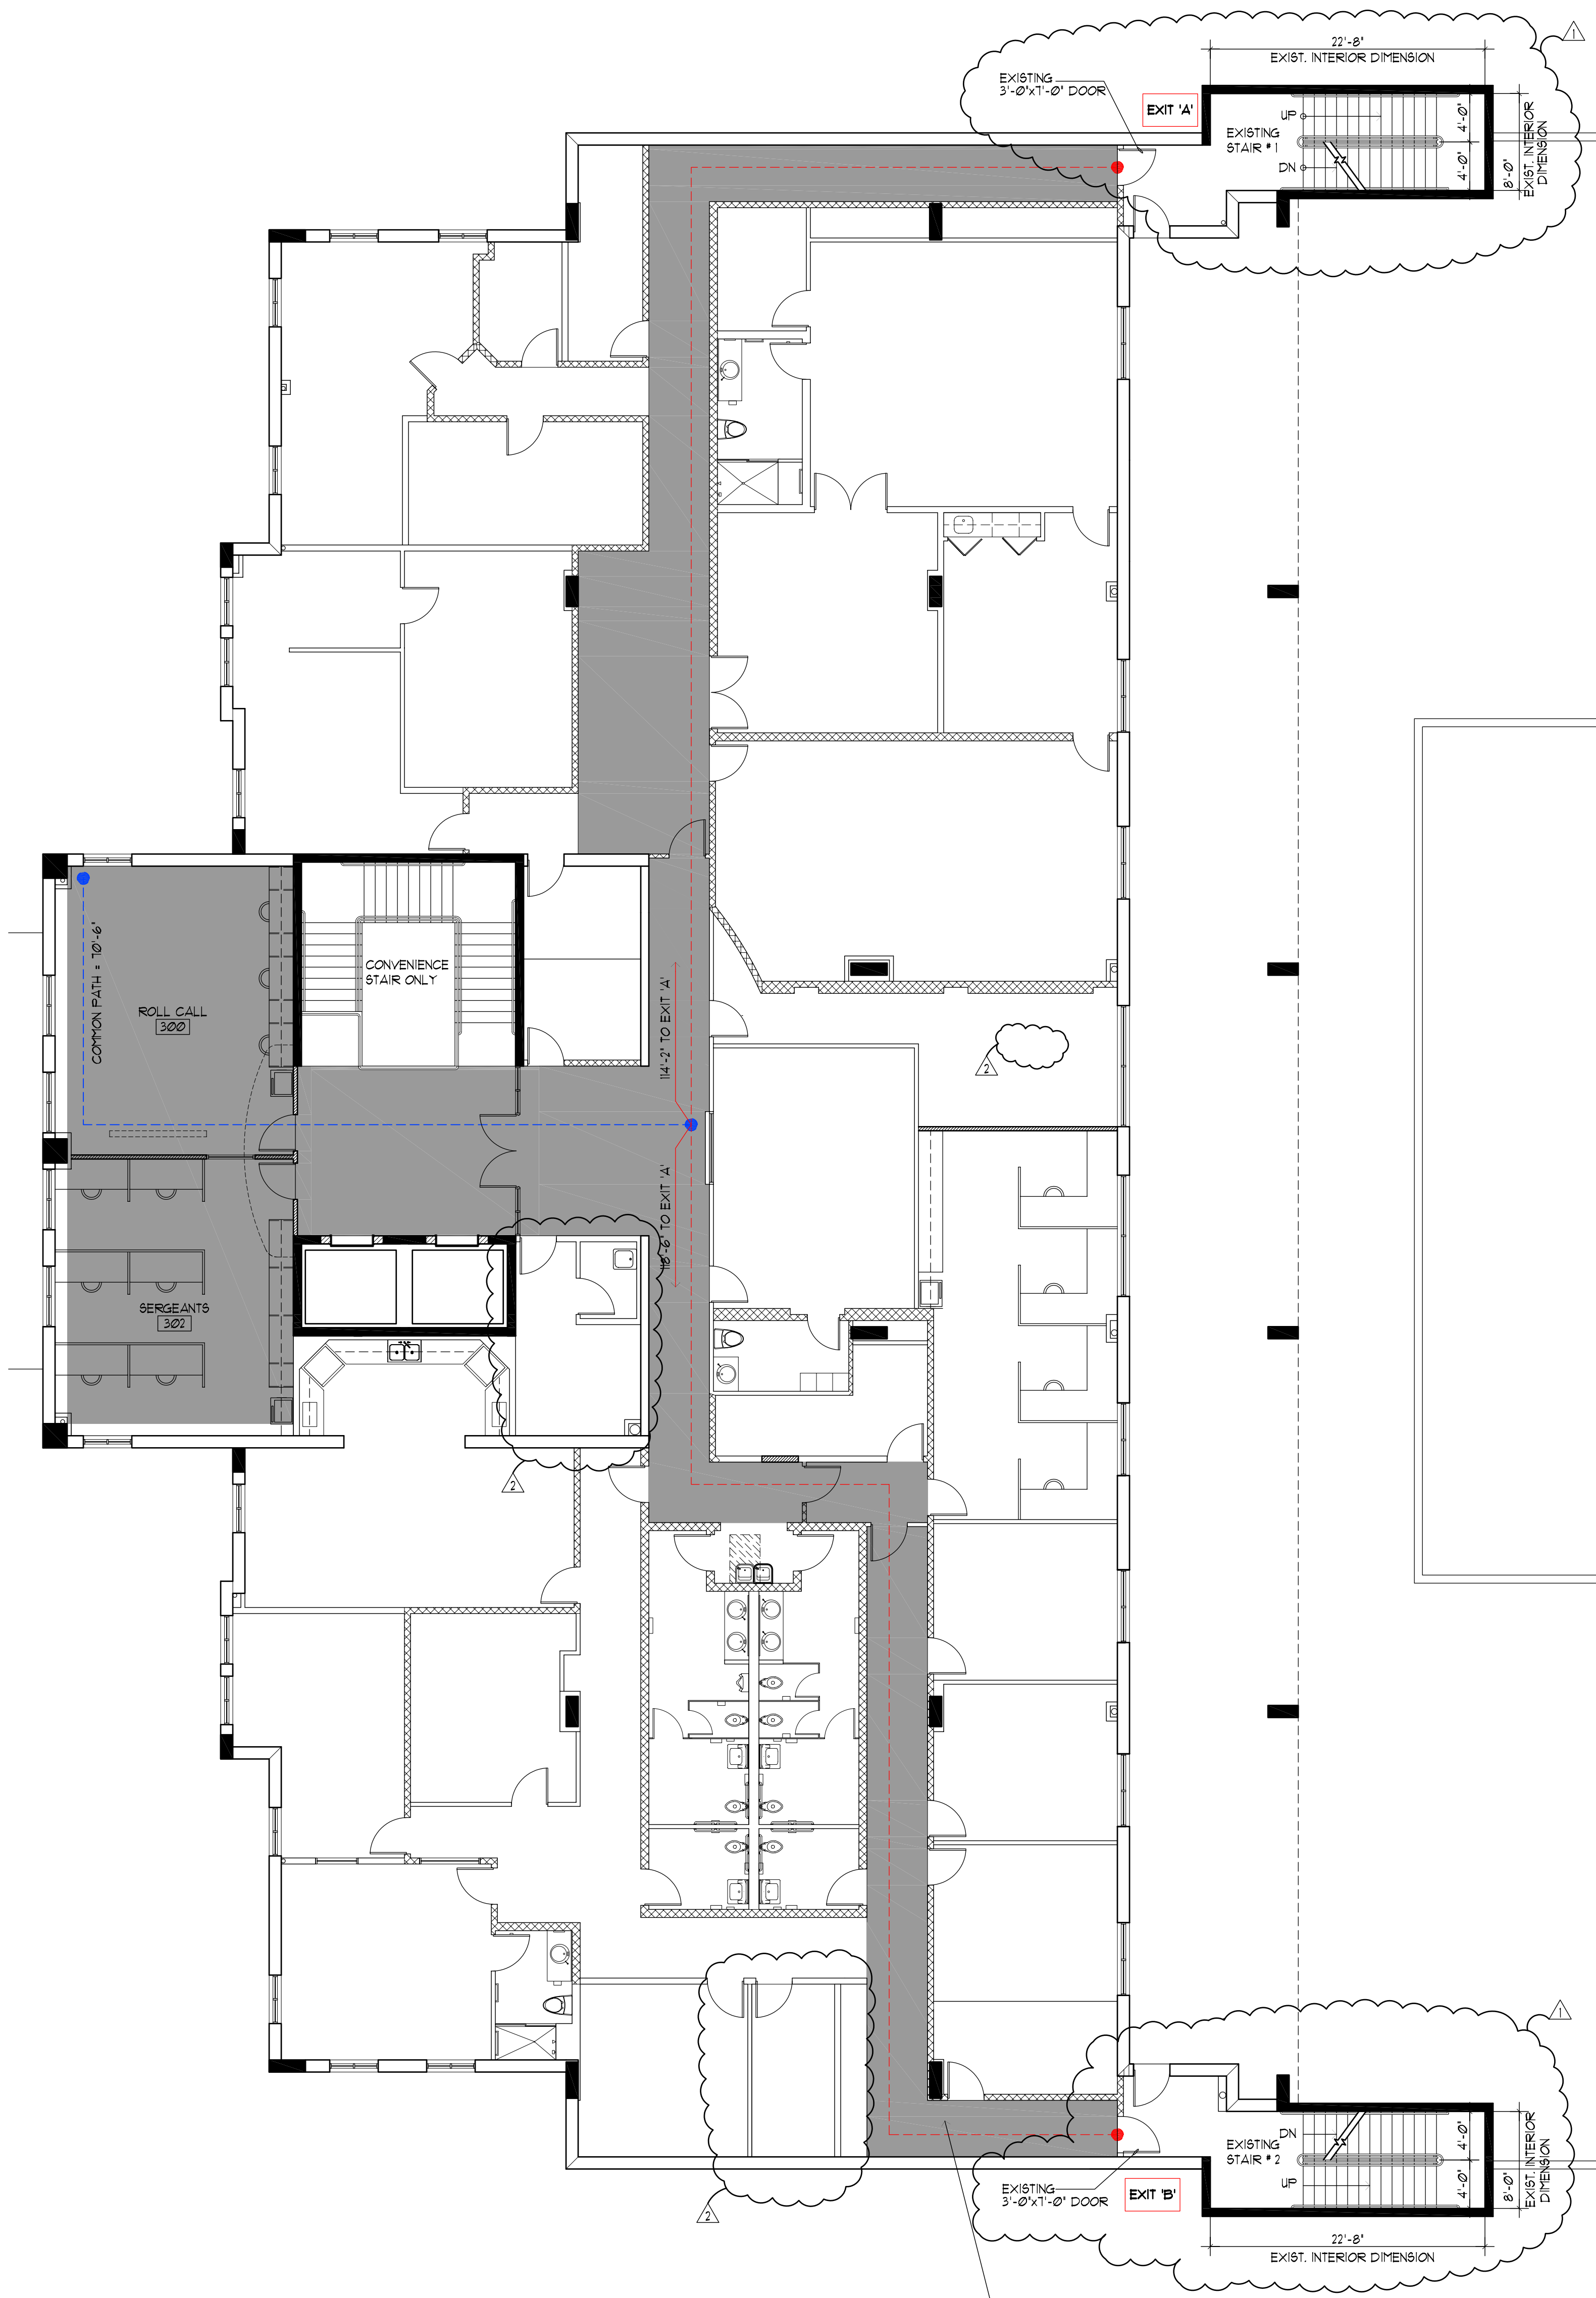 1
22'-8"
EXIST. INTERIOR DIMENSION
EXISTING
3'-0"x7'-0" DOOR
EXIT 'A'
UP
EXISTING
STAIR #1
DN
4'-0"
4'-0"
8'-0"
EXIST. INTERIOR
DIMENSION
COMMON PATH = 70'-6"
CONVENIENCE
STAIR ONLY
ROLL CALL
300
114'-2" TO EXIT 'A'
2
118'-6" TO EXIT 'A'
SERGEANTS
302
2
1
DN
EXISTING
STAIR #2
UP
4'-0"
4'-0"
8'-0"
EXIST. INTERIOR
DIMENSION
EXISTING
3'-0"x7'-0" DOOR
EXIT 'B'
2
22'-8"
EXIST. INTERIOR DIMENSION